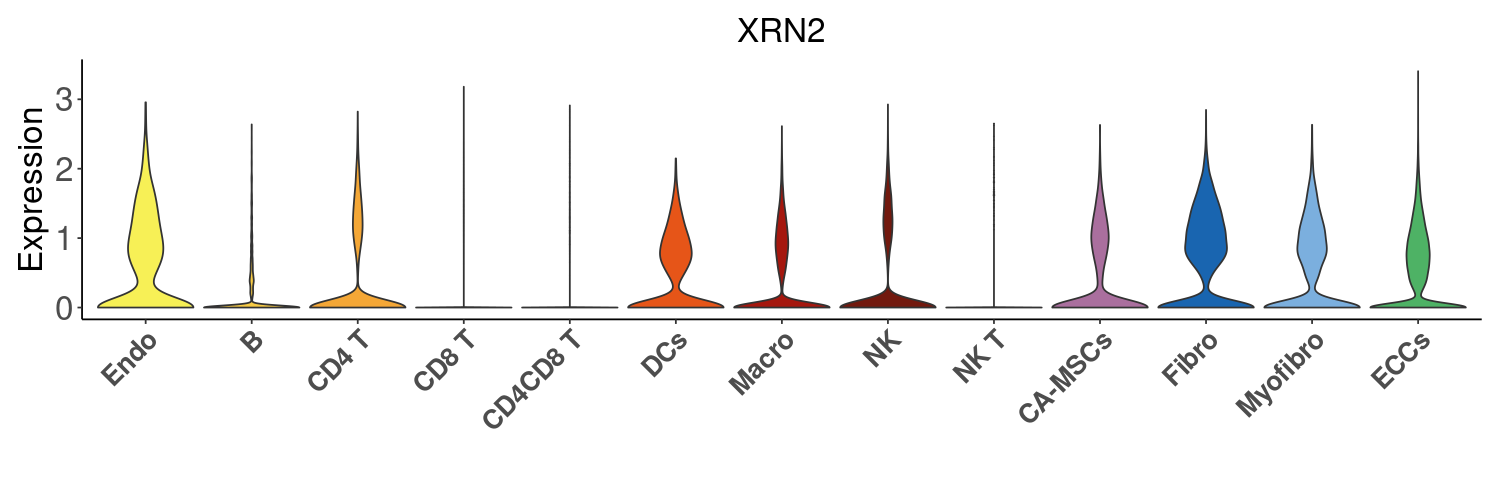 XRN2
Expression
3
2
1
0
Endo
B
CD4 T
CD8 T
CD4CD8 T
DCs
Macro
NK
NK T
CA-MSCs
Fibro
Myofibro
ECCs